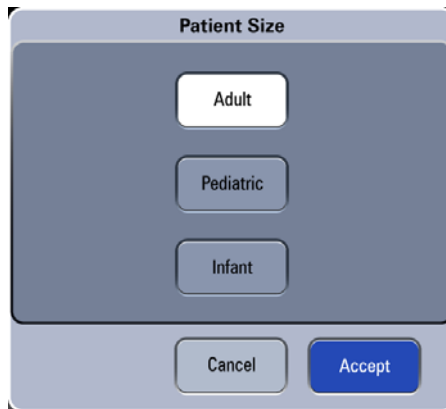 Patient Size
Adult
Pediatric
Infant
Cancel
Accept